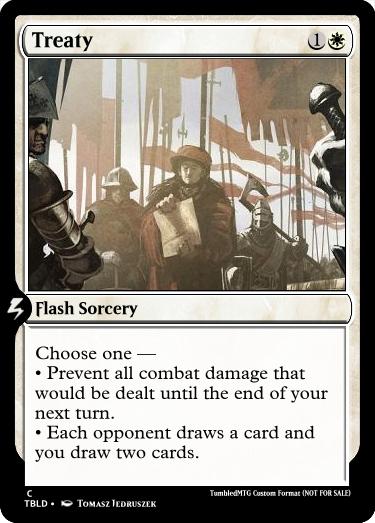 Treaty 1
Flash Sorcery
Choose one —
• Prevent all combat damage that
would be dealt until the end of your
next turn.
• Each opponent draws a card and
you draw two cards.
C
TBLD • Tomasz Jedruszek
TumbledMTG Custom Format (NOT FOR SALE)